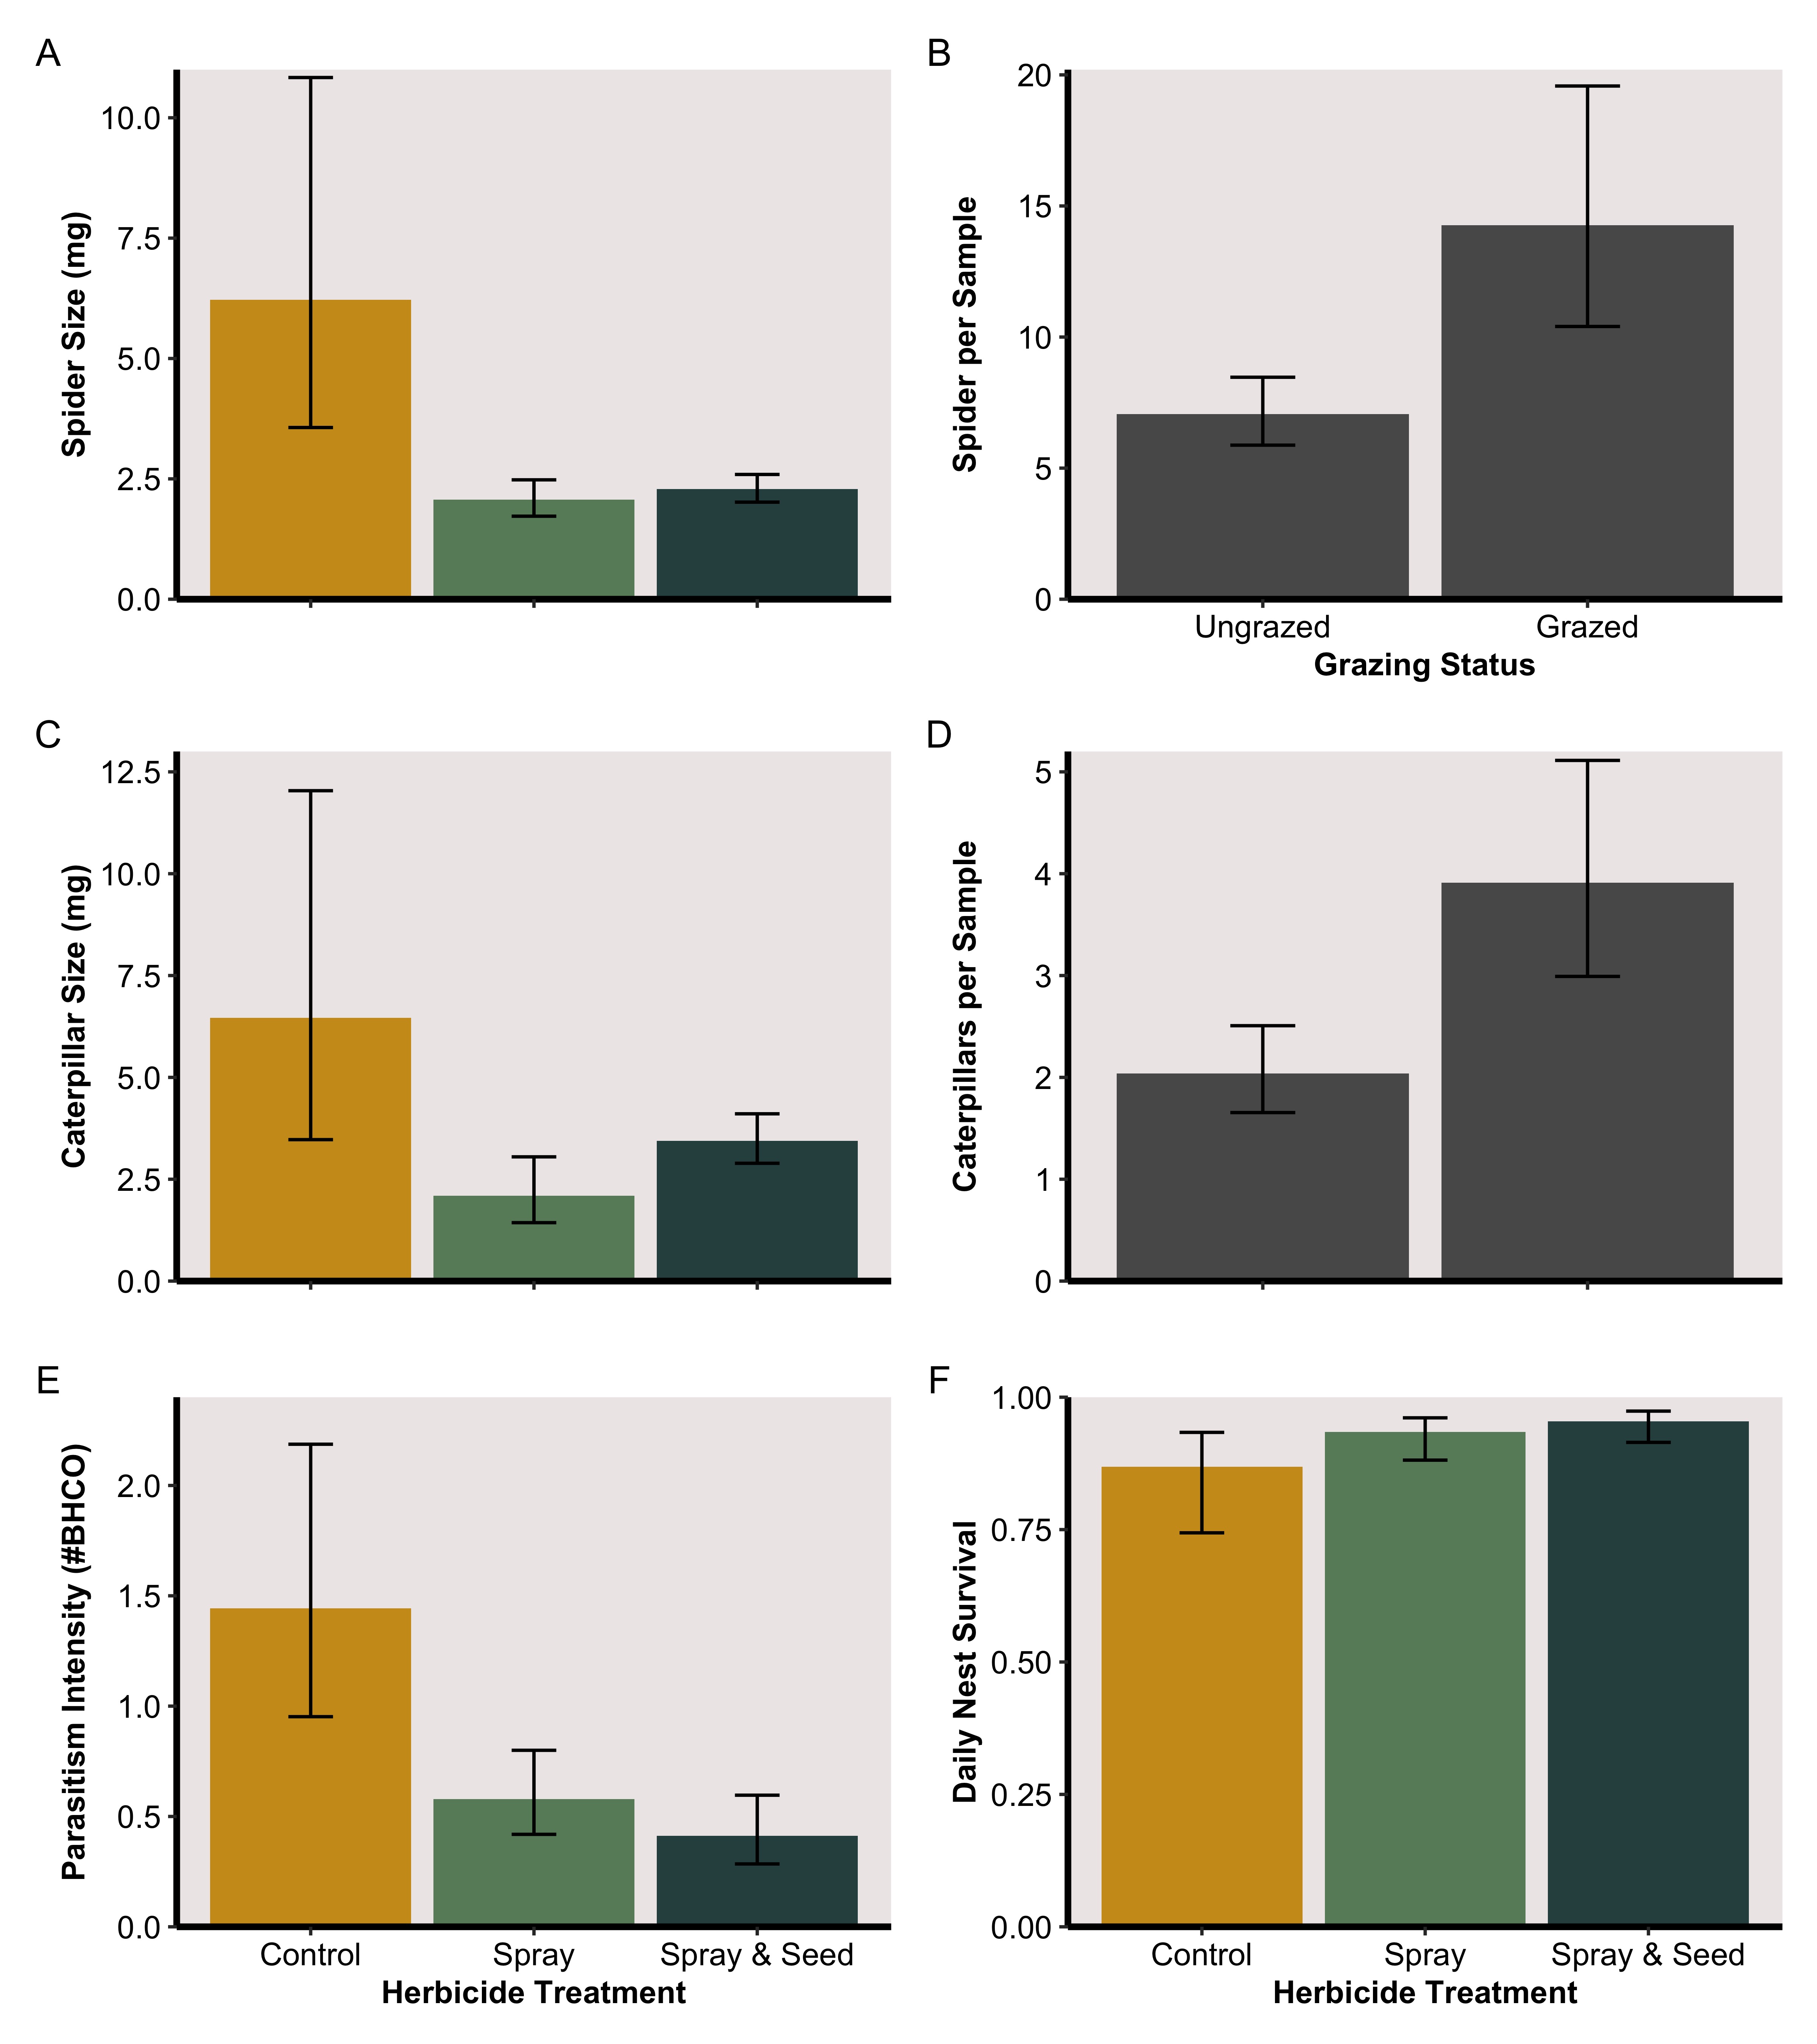 A
Spider Size (mg)
10.0
7.5
5.0
2.5
0.0
B
Spider per Sample
20
15
10
5
0
Ungrazed Grazed
Grazing Status
C
Caterpillar Size (mg)
12.5
10.0
7.5
5.0
2.5
0.0
D
Caterpillars per Sample
5
4
3
2
1
0
E
Parasitism Intensity (#BHCO)
2.0
1.5
1.0
0.5
0.0
Control Spray Spray & Seed
Herbicide Treatment
F
Daily Nest Survival
1.00
0.75
0.50
0.25
0.00
Control Spray Spray & Seed
Herbicide Treatment